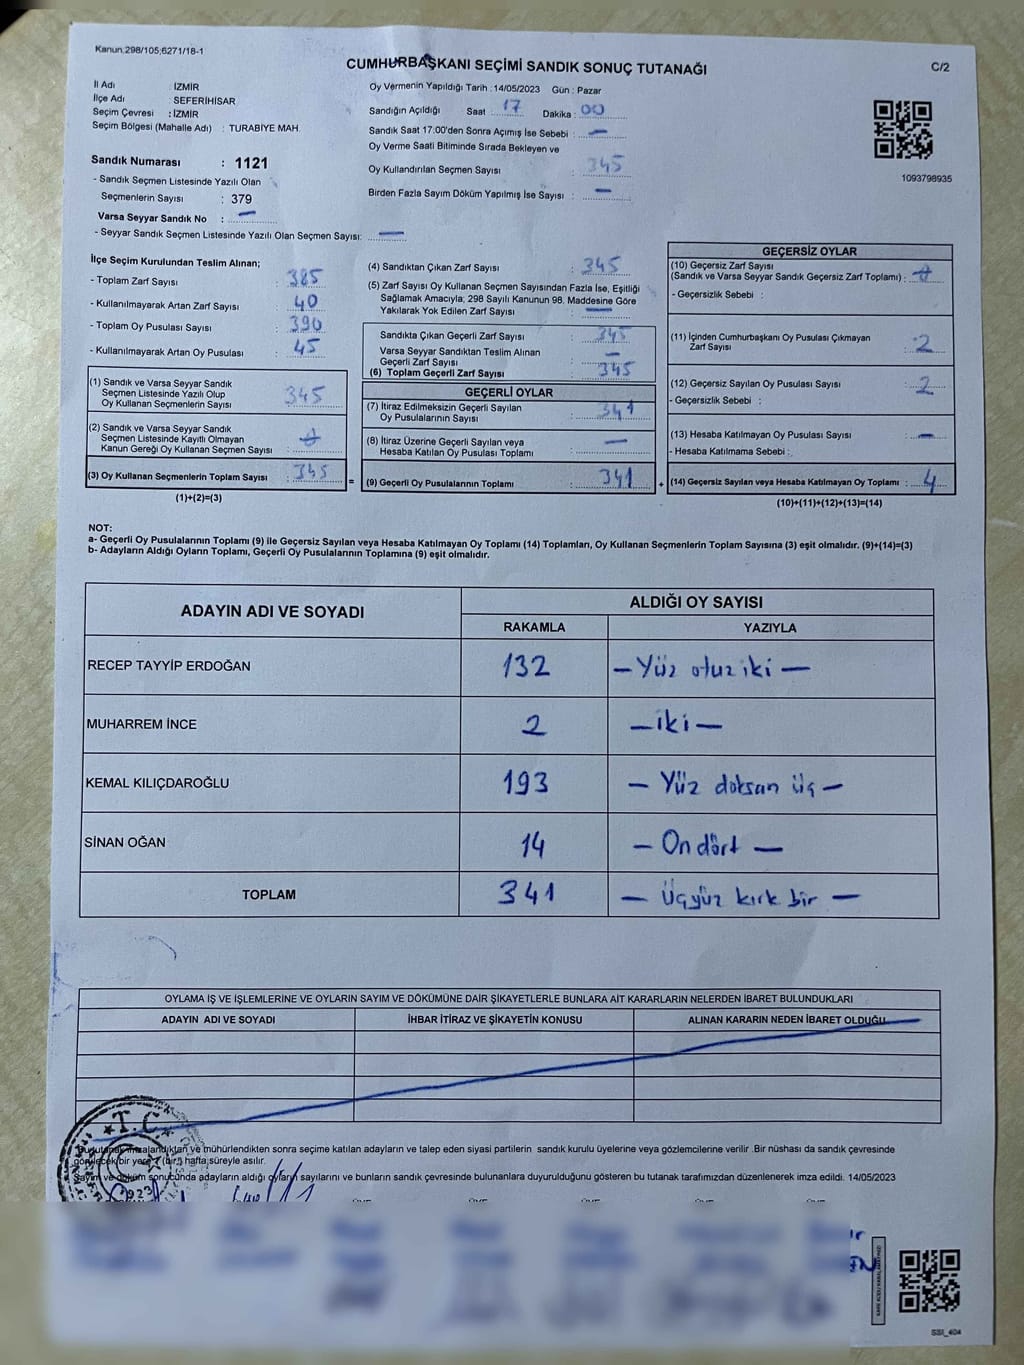 Kanun:298/105;6271/18-1
CUMHURBAŞKANI SEÇİMİ SANDIK SONUÇ TUTANAĞI
C/2
İl Adı : İZMİR
İlçe Adı : SEFERİHİSAR
Seçim Çevresi : İZMİR
Seçim Bölgesi (Mahalle Adı) : TURABİYE MAH.
Sandık Numarası : 1121
- Sandık Seçmen Listesinde Yazılı Olan
Seçmenlerin Sayısı : 379
Varsa Seyyar Sandık No : —
- Seyyar Sandık Seçmen Listesinde Yazılı Olan Seçmen Sayısı: —
Oy Vermenin Yapıldığı Tarih : 14/05/2023 Gün : Pazar
Sandığın Açıldığı Saat 17 Dakika : 00
Sandık Saat 17:00'den Sonra Açımış İse Sebebi : —
Oy Verme Saati Bitiminde Sırada Bekleyen ve
Oy Kullandırılan Seçmen Sayısı : 345
Birden Fazla Sayım Döküm Yapılmış İse Sayısı : —
1093798935
İlçe Seçim Kurulundan Teslim Alınan;
- Toplam Zarf Sayısı : 385
- Kullanılmayarak Artan Zarf Sayısı : 40
- Toplam Oy Pusulası Sayısı : 390
- Kullanılmayarak Artan Oy Pusulası : 45
(1) Sandık ve Varsa Seyyar Sandık
Seçmen Listesinde Yazılı Olup
Oy Kullanan Seçmenlerin Sayısı : 345
(2) Sandık ve Varsa Seyyar Sandık
Seçmen Listesinde Kayıtlı Olmayan
Kanun Gereği Oy Kullanan Seçmen Sayısı : 0
(3) Oy Kullanan Seçmenlerin Toplam Sayısı : 345
(1)+(2)=(3)
(4) Sandıktan Çıkan Zarf Sayısı : 345
(5) Zarf Sayısı Oy Kullanan Seçmen Sayısından Fazla İse, Eşitliği
Sağlamak Amacıyla; 298 Sayılı Kanunun 98. Maddesine Göre
Yakılarak Yok Edilen Zarf Sayısı : —
Sandıkta Çıkan Geçerli Zarf Sayısı : 345
Varsa Seyyar Sandıktan Teslim Alınan
Geçerli Zarf Sayısı : —
(6) Toplam Geçerli Zarf Sayısı : 345
GEÇERLİ OYLAR
(7) İtiraz Edilmeksizin Geçerli Sayılan
Oy Pusulalarının Sayısı : 341
(8) İtiraz Üzerine Geçerli Sayılan veya
Hesaba Katılan Oy Pusulası Toplamı : —
= (9) Geçerli Oy Pusulalarının Toplamı : 341 +
GEÇERSİZ OYLAR
(10) Geçersiz Zarf Sayısı
(Sandık ve Varsa Seyyar Sandık Geçersiz Zarf Toplamı) : 0
- Geçersizlik Sebebi :
(11) İçinden Cumhurbaşkanı Oy Pusulası Çıkmayan
Zarf Sayısı : 2
(12) Geçersiz Sayılan Oy Pusulası Sayısı : 2
- Geçersizlik Sebebi :
(13) Hesaba Katılmayan Oy Pusulası Sayısı : —
- Hesaba Katılmama Sebebi :
(14) Geçersiz Sayılan veya Hesaba Katılmayan Oy Toplamı : 4
(10)+(11)+(12)+(13)=(14)
NOT:
a- Geçerli Oy Pusulalarının Toplamı (9) ile Geçersiz Sayılan veya Hesaba Katılmayan Oy Toplamı (14) Toplamları, Oy Kullanan Seçmenlerin Toplam Sayısına (3) eşit olmalıdır. (9)+(14)=(3)
b- Adayların Aldığı Oyların Toplamı, Geçerli Oy Pusulalarının Toplamına (9) eşit olmalıdır.
ADAYIN ADI VE SOYADI
ALDIĞI OY SAYISI
RAKAMLA YAZIYLA
RECEP TAYYİP ERDOĞAN 132 — Yüz otuz iki —
MUHARREM İNCE 2 — iki —
KEMAL KILIÇDAROĞLU 193 — Yüz doksan üç —
SİNAN OĞAN 14 — On dört —
TOPLAM 341 — Üçyüz kırk bir —
OYLAMA İŞ VE İŞLEMLERİNE VE OYLARIN SAYIM VE DÖKÜMÜNE DAİR ŞİKAYETLERLE BUNLARA AİT KARARLARIN NELERDEN İBARET BULUNDUKLARI
ADAYIN ADI VE SOYADI İHBAR İTİRAZ VE ŞİKAYETİN KONUSU ALINAN KARARIN NEDEN İBARET OLDUĞU
T.C.
1923
Bu tutanak imzalandıktan ve mühürlendikten sonra seçime katılan adayların ve talep eden siyasi partilerin sandık kurulu üyelerine veya gözlemcilerine verilir. Bir nüshası da sandık çevresinde
görülecek bir yere 7 (bir) hafta süreyle asılır.
Sayım ve döküm sonucunda adayların aldığı oyların sayılarını ve bunların sandık çevresinde bulunanlara duyurulduğunu gösteren bu tutanak tarafımızdan düzenlenerek imza edildi. 14/05/2023
SSI_404